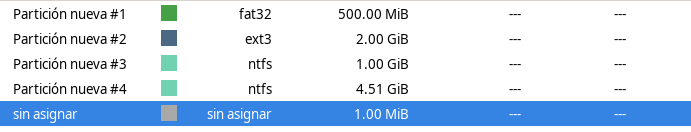 Partición nueva #1 fat32 500.00 MiB --- ---
Partición nueva #2 ext3 2.00 GiB --- ---
Partición nueva #3 ntfs 1.00 GiB --- ---
Partición nueva #4 ntfs 4.51 GiB --- ---
sin asignar sin asignar 1.00 MiB --- ---